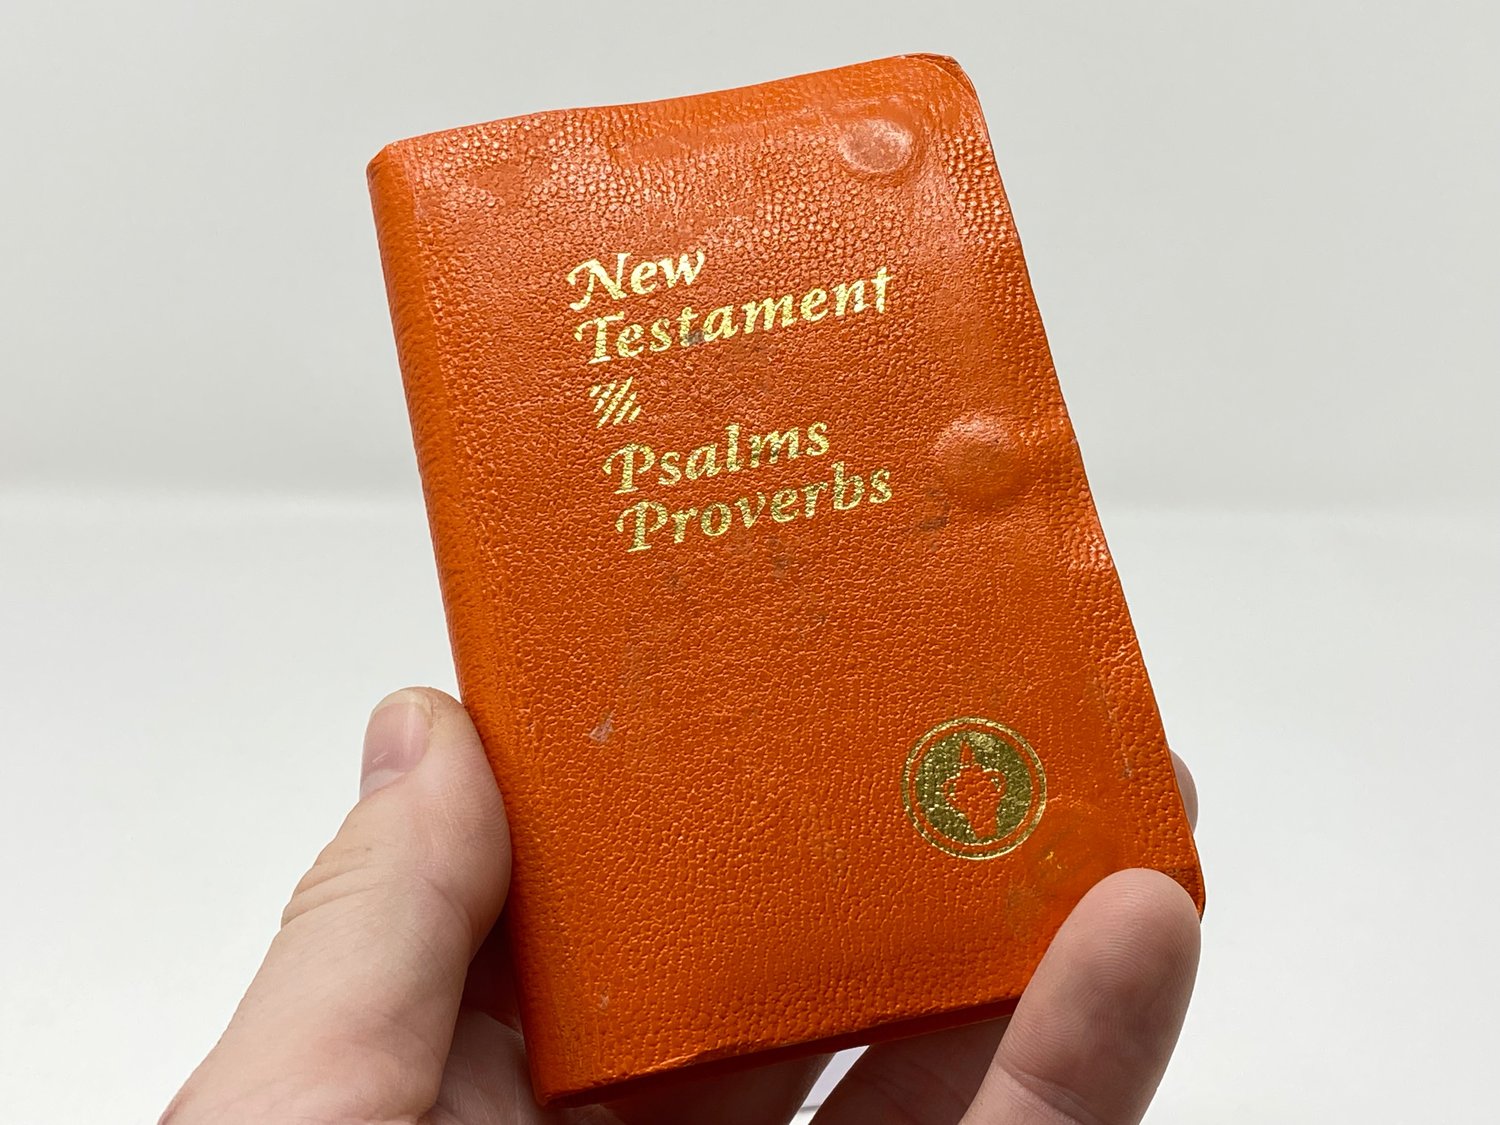 New
Testament
Psalms
Proverbs